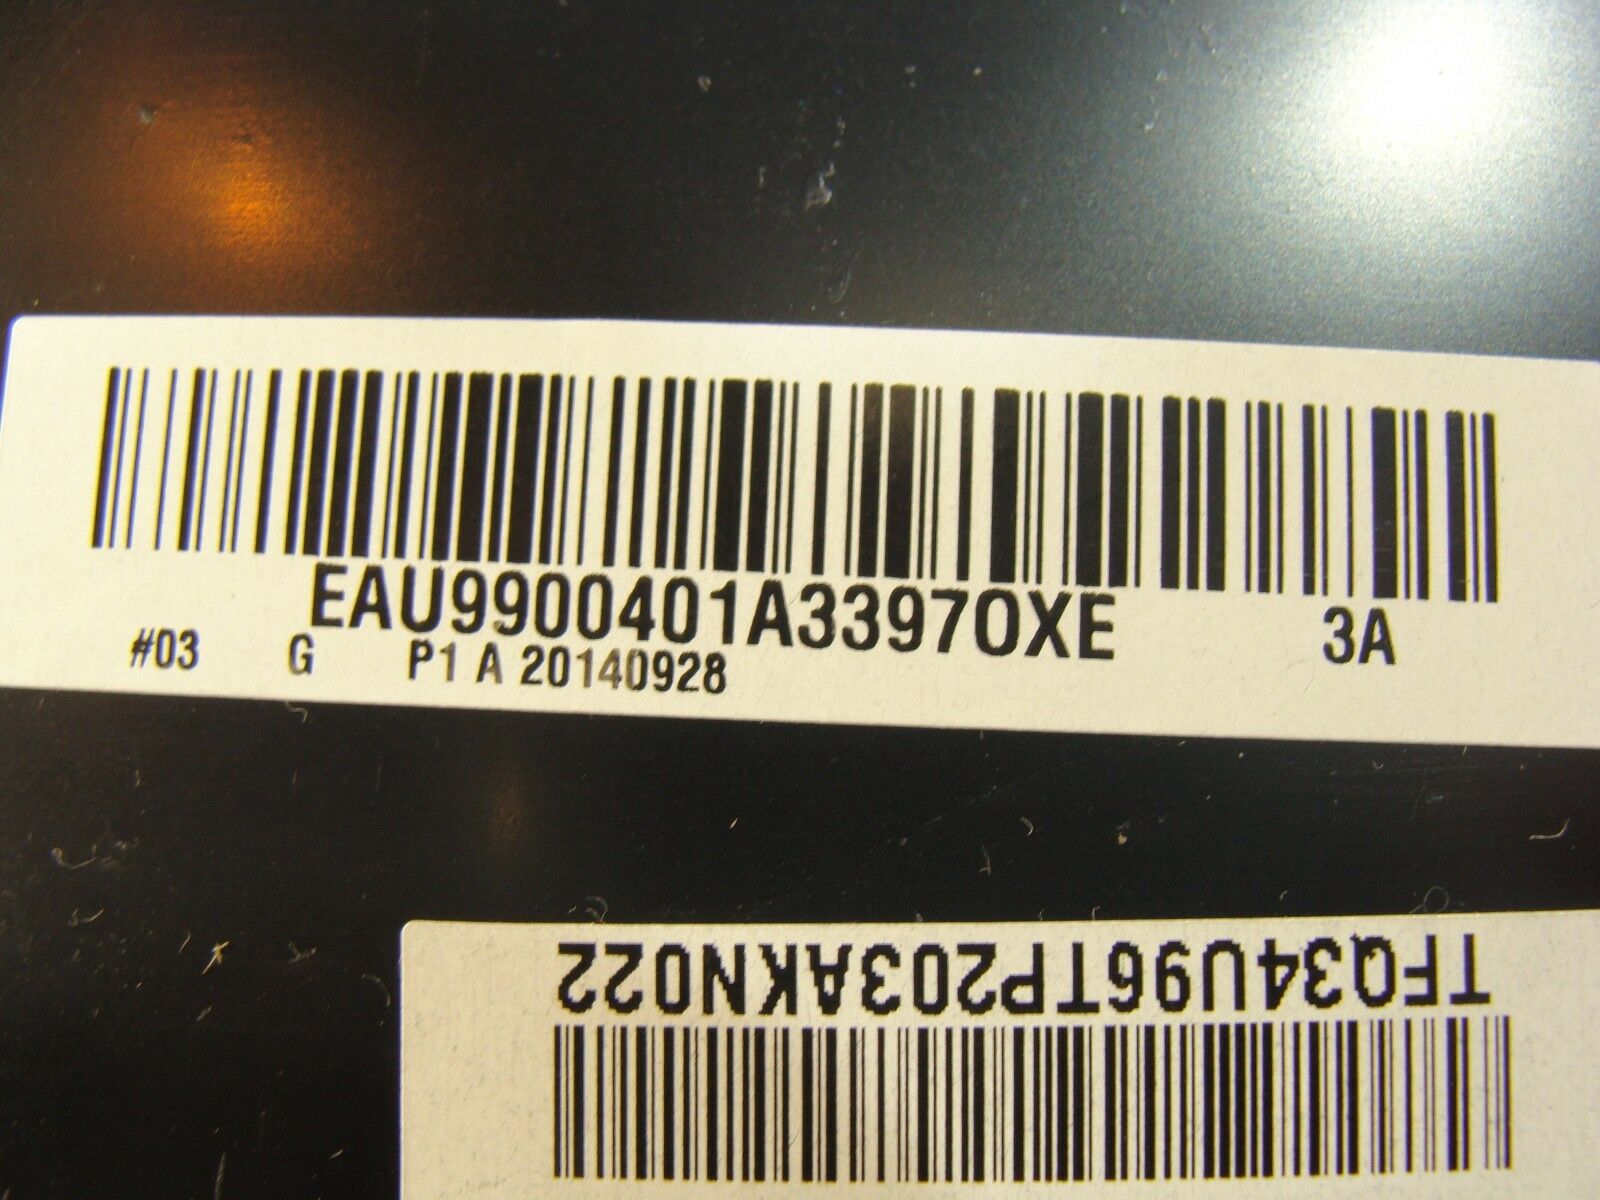 EAU9900401A33970XE 3A
#03 G P1 A 20140928
TFQ34U96TP203AKN022